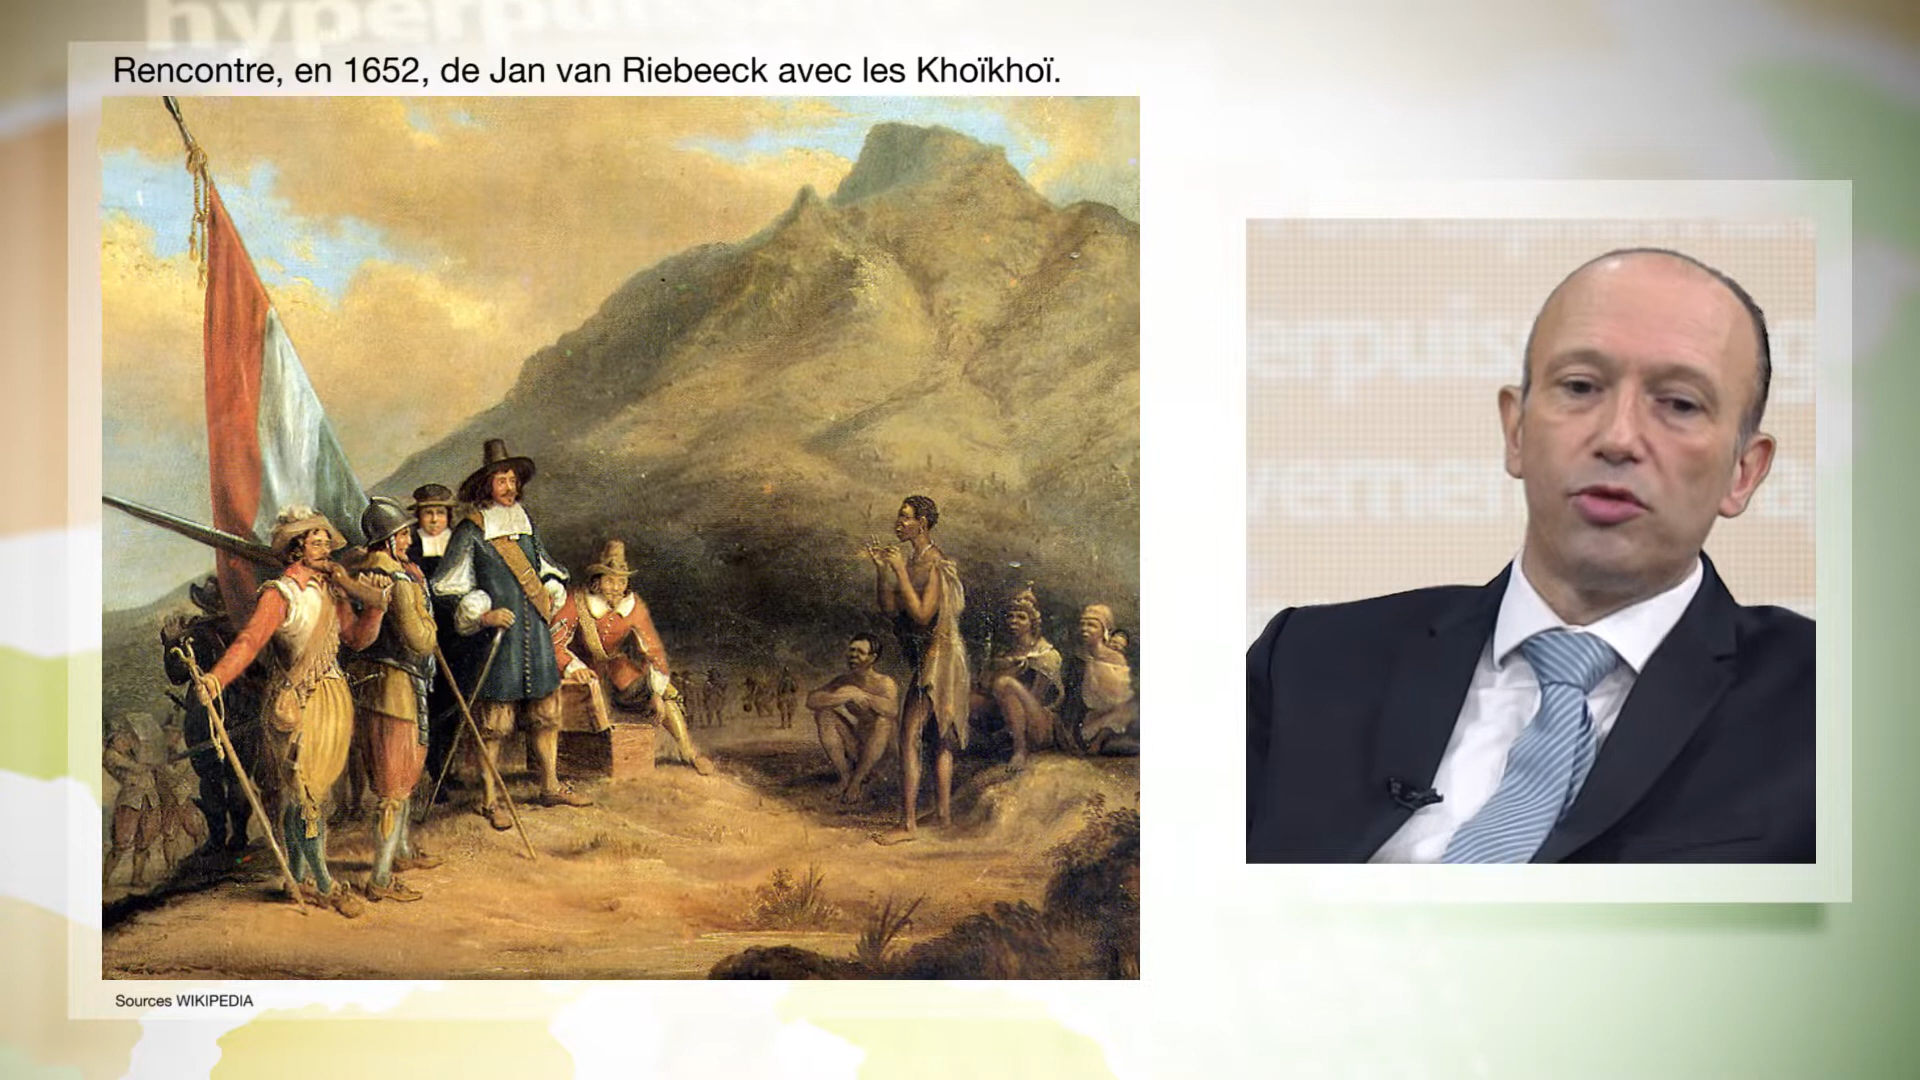 Rencontre, en 1652, de Jan van Riebeeck avec les Khoïkhoï.
Sources WIKIPEDIA